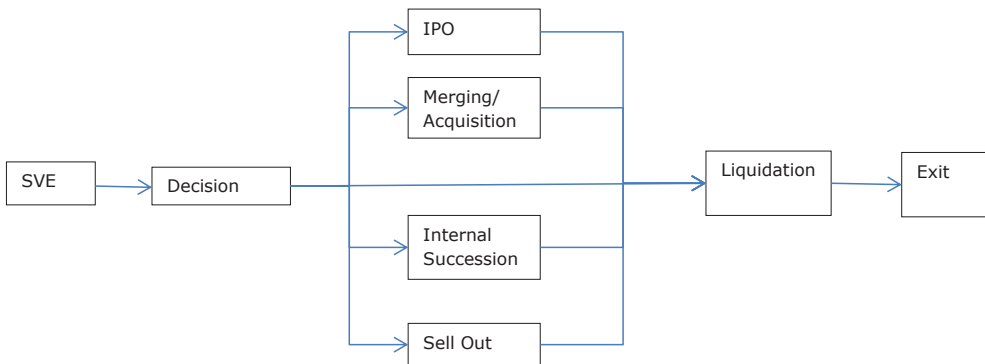 SVE
Decision
IPO
Merging/
Acquisition
Internal
Succession
Sell Out
Liquidation
Exit